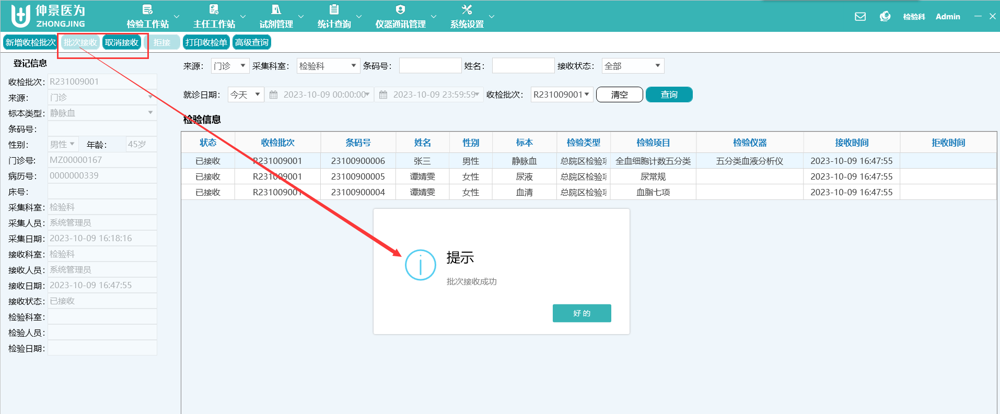 仲景医为
ZHONGJING
检验工作站 主任工作站 试剂管理 统计查询 仪器通讯管理 系统设置
检验科 Admin
新增收检批次 批次接收 取消接收 拒接 打印收检单 高级查询
登记信息
收检批次： R231009001
来源： 门诊
标本类型： 静脉血
条码号：
性别： 男性 年龄： 45岁
门诊号： MZ00000167
病历号： 0000000339
床号：
采集科室： 检验科
采集人员： 系统管理员
采集日期： 2023-10-09 16:18:16
接收科室： 检验科
接收人员： 系统管理员
接收日期： 2023-10-09 16:47:55
接收状态： 已接收
检验科室：
检验人员：
检验日期：
来源： 门诊 采集科室： 检验科 条码号： 姓名： 接收状态： 全部
就诊日期： 今天 2023-10-09 00:00:00 2023-10-09 23:59:59 收检批次： R231009001 清空 查询
检验信息
状态 收检批次 条码号 姓名 性别 标本 检验类型 检验项目 检验仪器 接收时间 拒收时间
已接收 R231009001 23100900006 张三 男性 静脉血 总院区检验 全血细胞计数五分类 五分类血液分析仪 2023-10-09 16:47:55
已接收 R231009001 23100900005 谭婧雯 女性 尿液 总院区检验 尿常规 2023-10-09 16:47:55
已接收 R231009001 23100900004 谭婧雯 女性 血清 总院区检验 血脂七项 2023-10-09 16:47:55
提示
批次接收成功
好 的